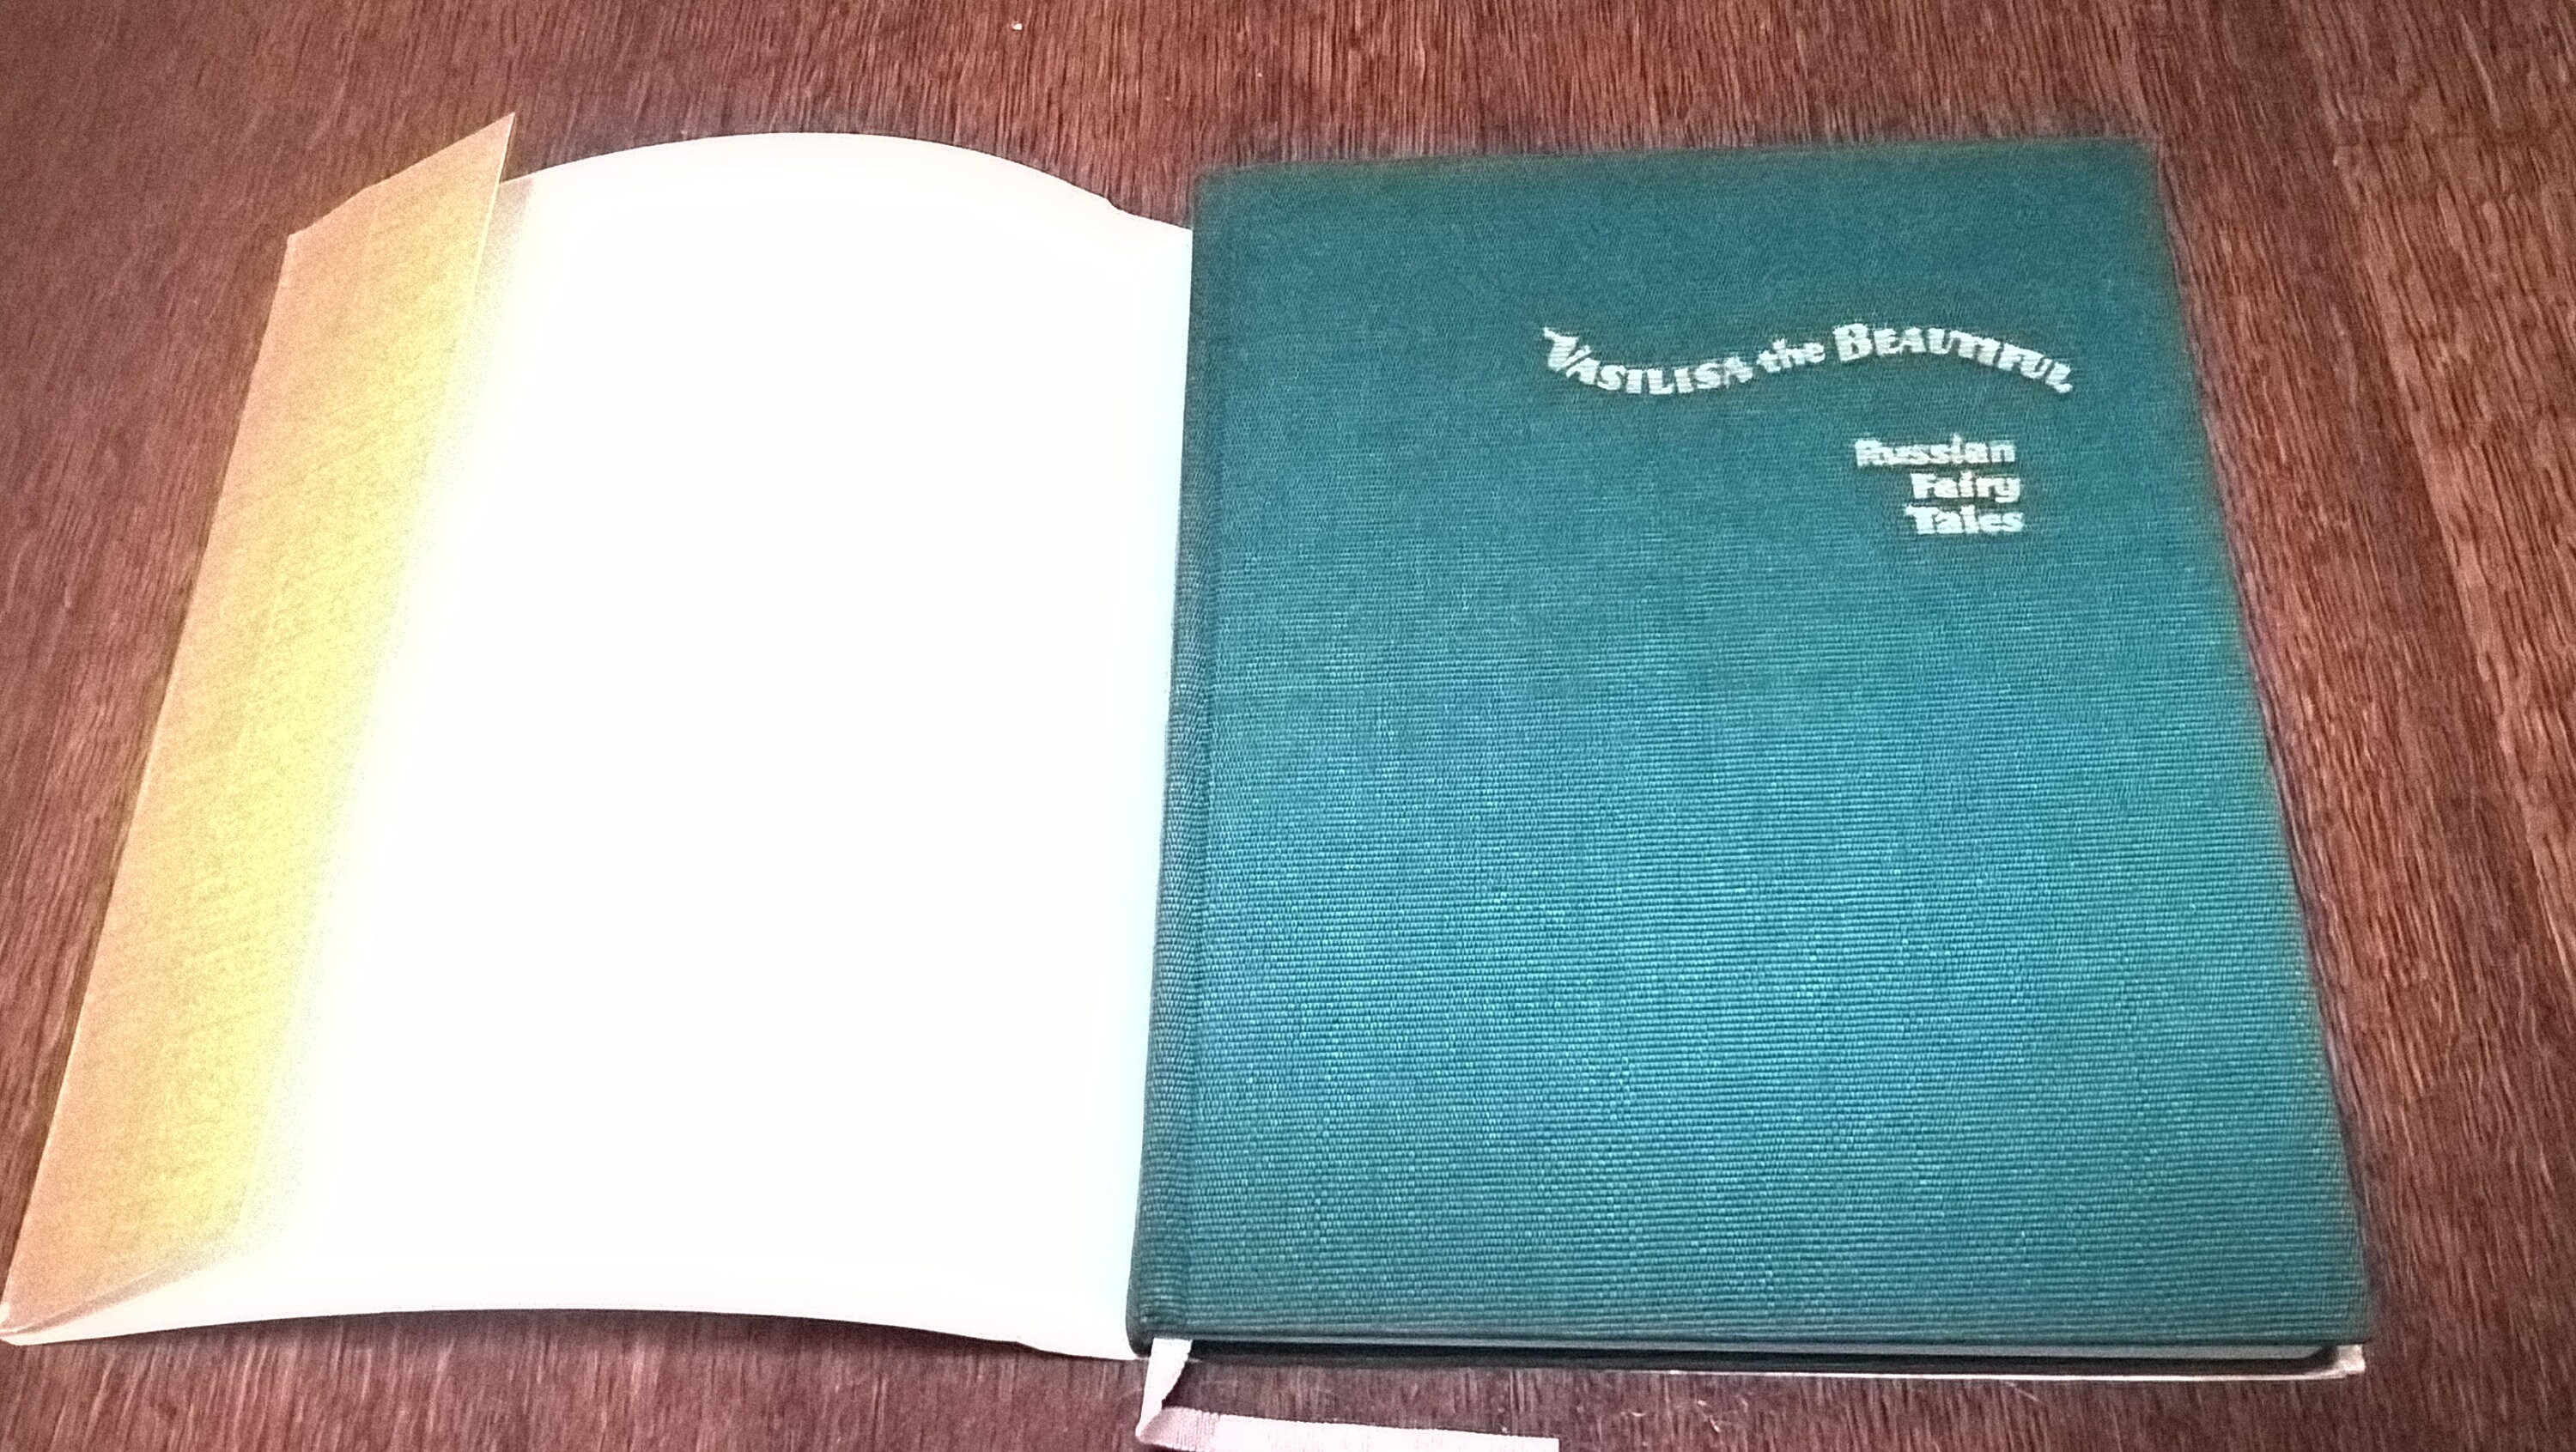 VASILISA the BEAUTIFUL
Russian
Fairy
Tales